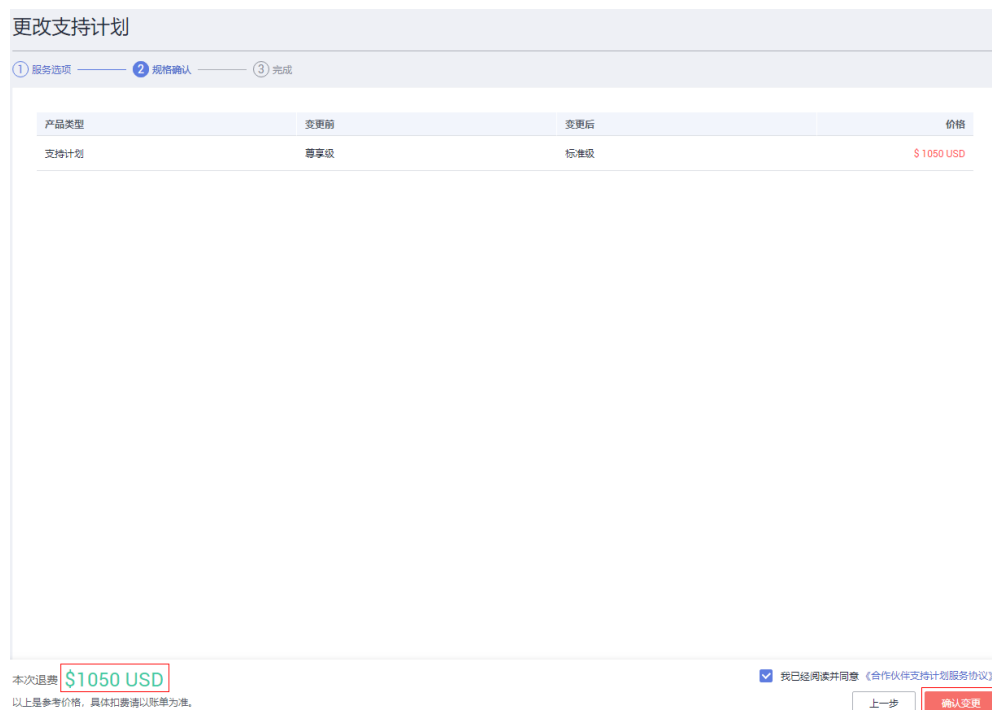 更改支持计划
1 服务选项 2 规格确认 3 完成
产品类型 变更前 变更后 价格
支持计划 尊享级 标准级 $ 1050 USD
本次退费 $1050 USD
我已经阅读并同意《合作伙伴支持计划服务协议》
以上是参考价格，具体扣费请以账单为准。
上一步 确认变更